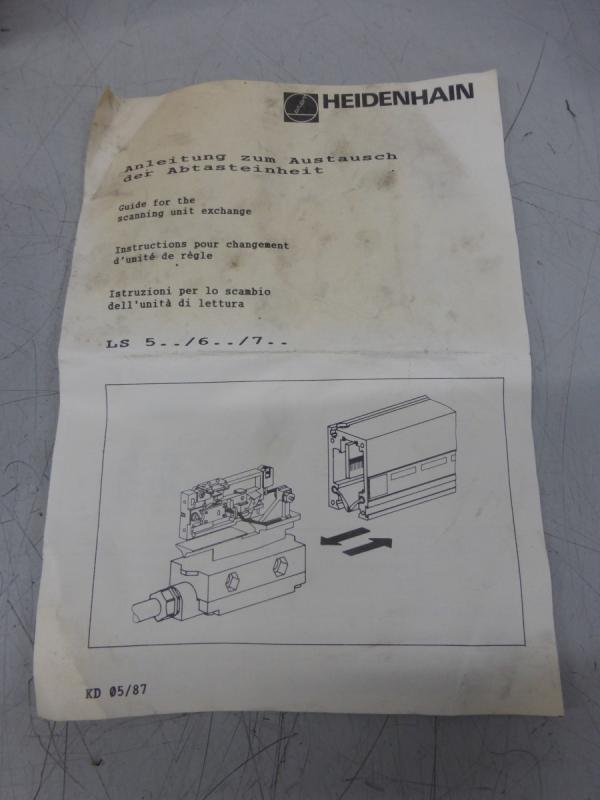 HEIDENHAIN
Anleitung zum Austausch
der Abtasteinheit
Guide for the
scanning unit exchange
Instructions pour changement
d'unité de règle
Istruzioni per lo scambio
dell'unità di lettura
LS 5../6../7..
KD 05/87